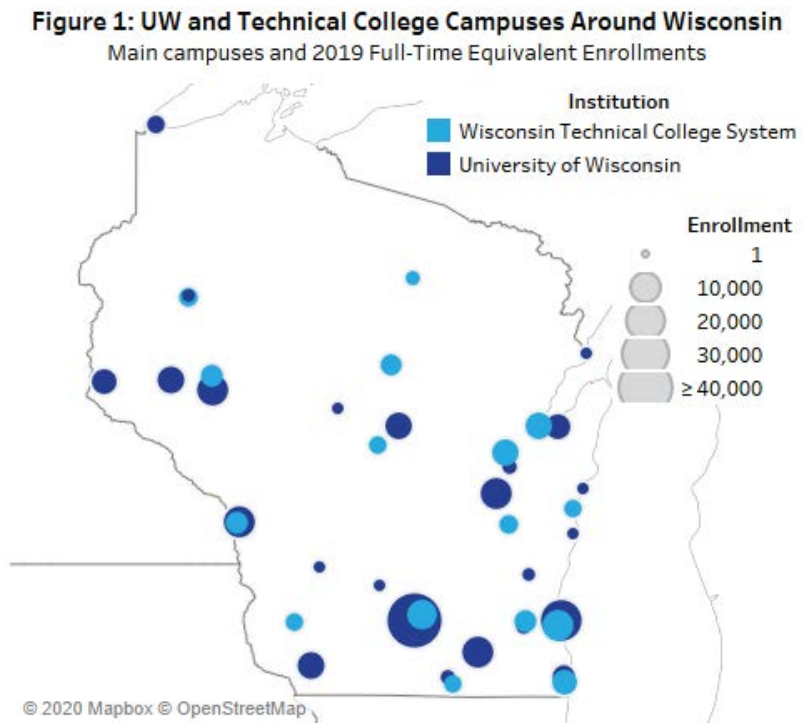 Figure 1: UW and Technical College Campuses Around Wisconsin
Main campuses and 2019 Full-Time Equivalent Enrollments
Institution
Wisconsin Technical College System
University of Wisconsin
Enrollment
1
10,000
20,000
30,000
≥ 40,000
© 2020 Mapbox © OpenStreetMap